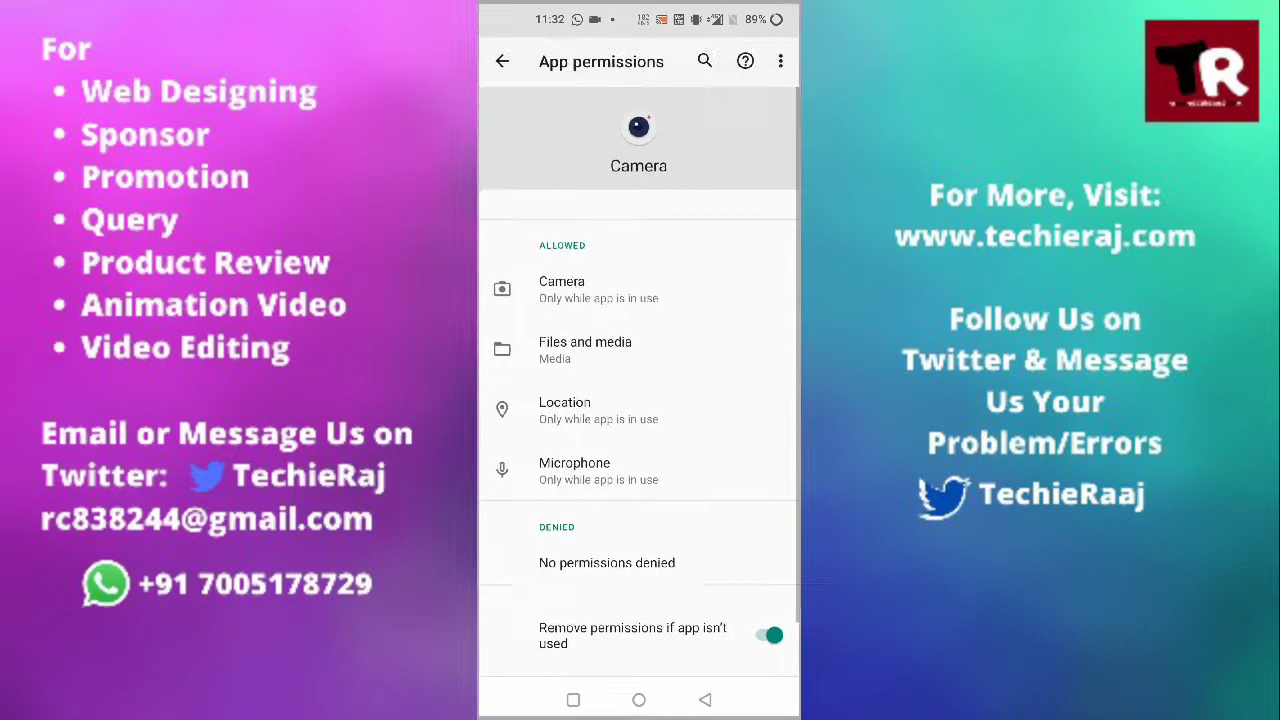 For
• Web Designing
• Sponsor
• Promotion
• Query
• Product Review
• Animation Video
• Video Editing
Email or Message Us on
Twitter: TechieRaj
rc838244@gmail.com
+91 7005178729
11:32
89%
App permissions
Camera
ALLOWED
Camera
Only while app is in use
Files and media
Media
Location
Only while app is in use
Microphone
Only while app is in use
DENIED
No permissions denied
Remove permissions if app isn't
used
TR
For More, Visit:
www.techieraj.com
Follow Us on
Twitter & Message
Us Your
Problem/Errors
TechieRaaj